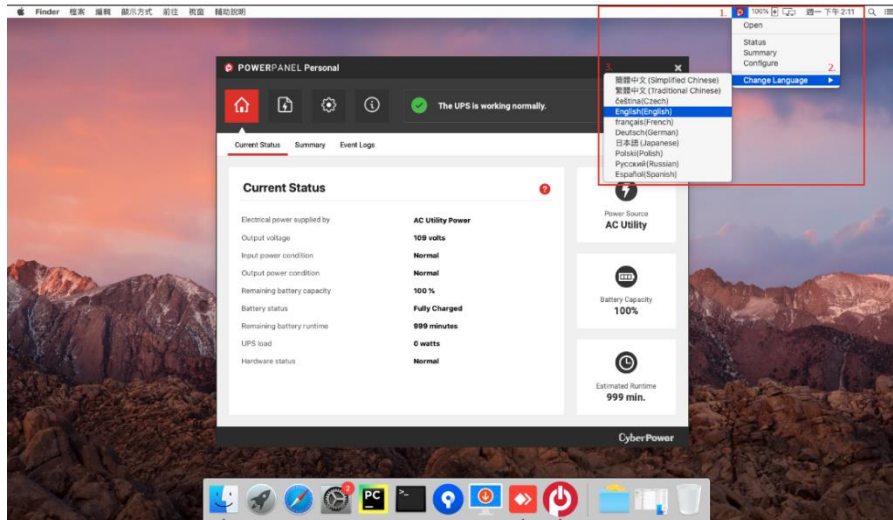 Finder 檔案 編輯 顯示方式 前往 視窗 輔助說明
1.
100%
週一 下午 2:11
Open
Status
Summary
Configure
2.
Change Language
3.
簡體中文 (Simplified Chinese)
繁體中文 (Traditional Chinese)
čeština(Czech)
English(English)
français(French)
Deutsch(German)
日本語 (Japanese)
Polski(Polish)
Русский(Russian)
Español(Spanish)
POWERPANEL Personal
The UPS is working normally.
Current Status Summary Event Logs
Current Status
Electrical power supplied by AC Utility Power
Output voltage 109 volts
Input power condition Normal
Output power condition Normal
Remaining battery capacity 100 %
Battery status Fully Charged
Remaining battery runtime 999 minutes
UPS load 0 watts
Hardware status Normal
Power Source
AC Utility
Battery Capacity
100%
Estimated Runtime
999 min.
CyberPower
2
PC